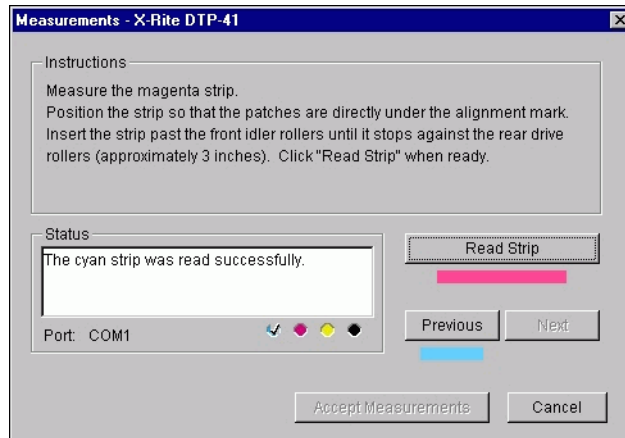 Measurements - X-Rite DTP-41
Instructions
Measure the magenta strip.
Position the strip so that the patches are directly under the alignment mark.
Insert the strip past the front idler rollers until it stops against the rear drive
rollers (approximately 3 inches).  Click "Read Strip" when ready.
Status
The cyan strip was read successfully.
Port:  COM1
Read Strip
Previous
Next
Accept Measurements
Cancel